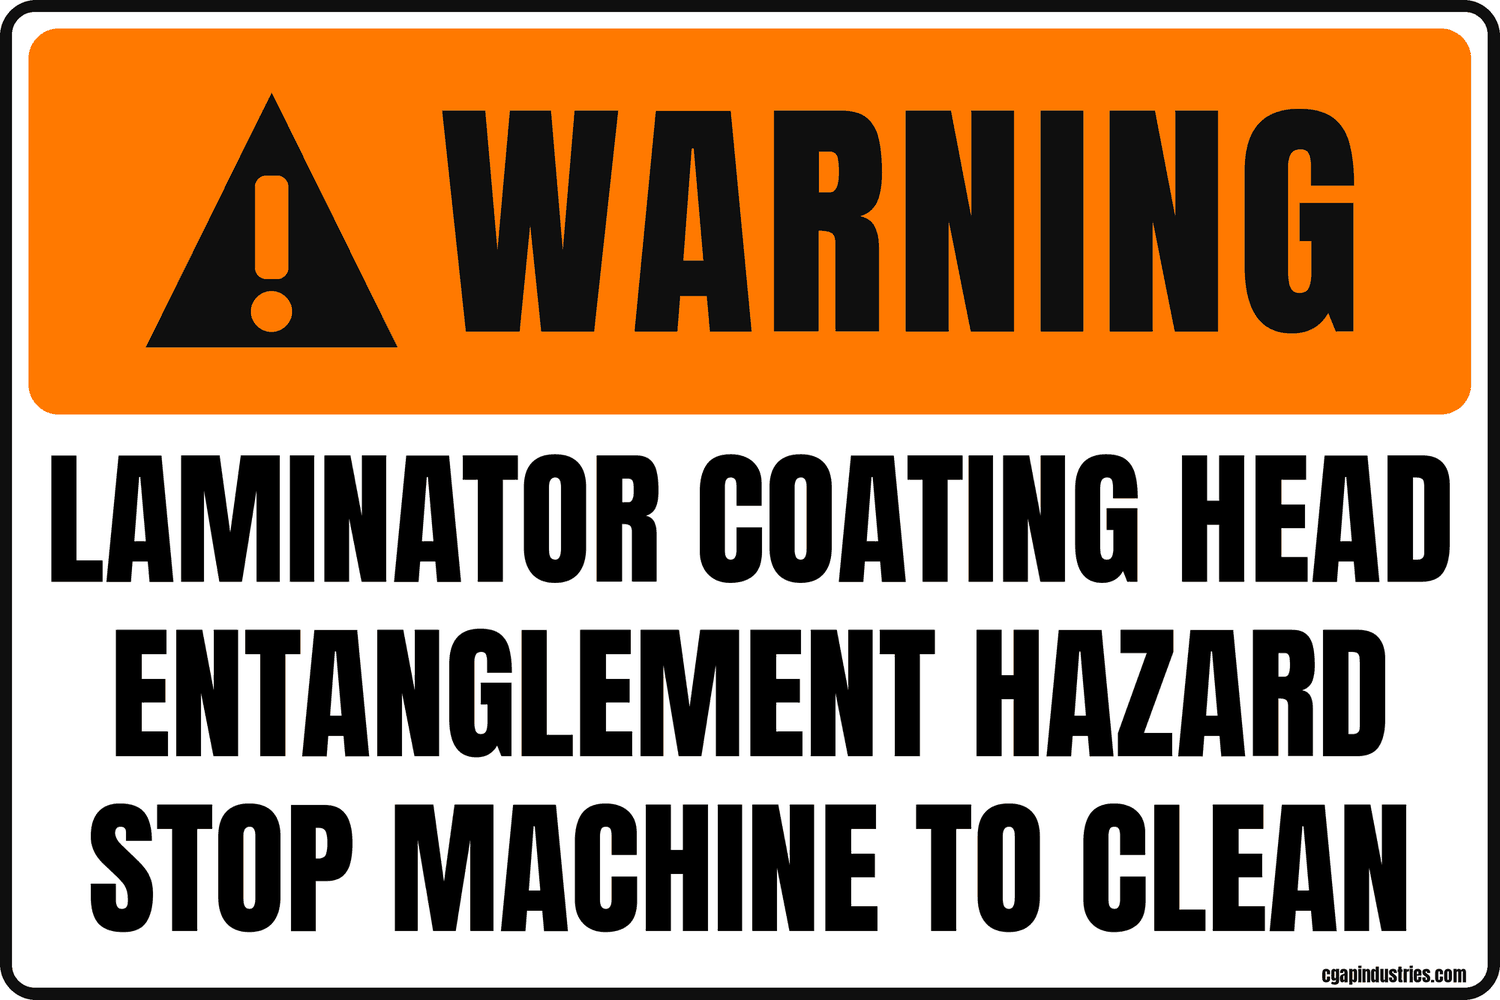 WARNING
LAMINATOR COATING HEAD
ENTANGLEMENT HAZARD
STOP MACHINE TO CLEAN
cgapindustries.com